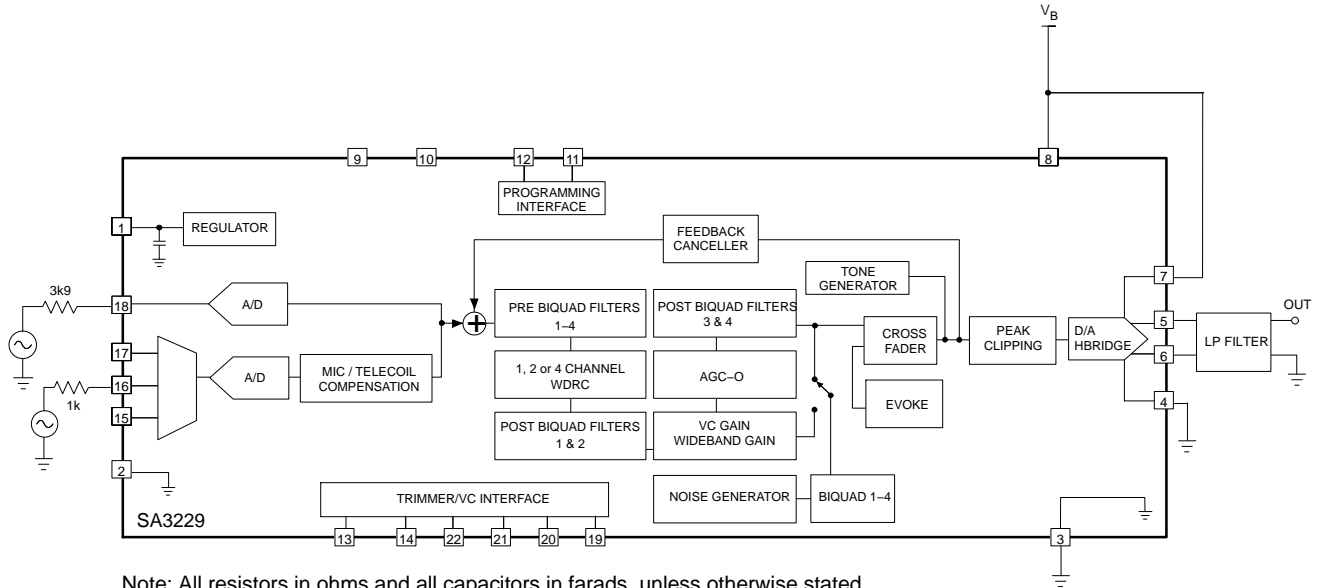 V_B
9
10
12
11
8
PROGRAMMING
INTERFACE
1
REGULATOR
FEEDBACK
CANCELLER
TONE
GENERATOR
7
3k9
18
A/D
PRE BIQUAD FILTERS
1–4
POST BIQUAD FILTERS
3 & 4
CROSS
FADER
PEAK
CLIPPING
D/A
HBRIDGE
5
6
LP FILTER
OUT
17
16
15
1k
A/D
MIC / TELECOIL
COMPENSATION
1, 2 or 4 CHANNEL
WDRC
AGC–O
EVOKE
4
POST BIQUAD FILTERS
1 & 2
VC GAIN
WIDEBAND GAIN
2
NOISE GENERATOR
BIQUAD 1–4
TRIMMER/VC INTERFACE
SA3229
13
14
22
21
20
19
3
Note: All resistors in ohms and all capacitors in farads, unless otherwise stated.